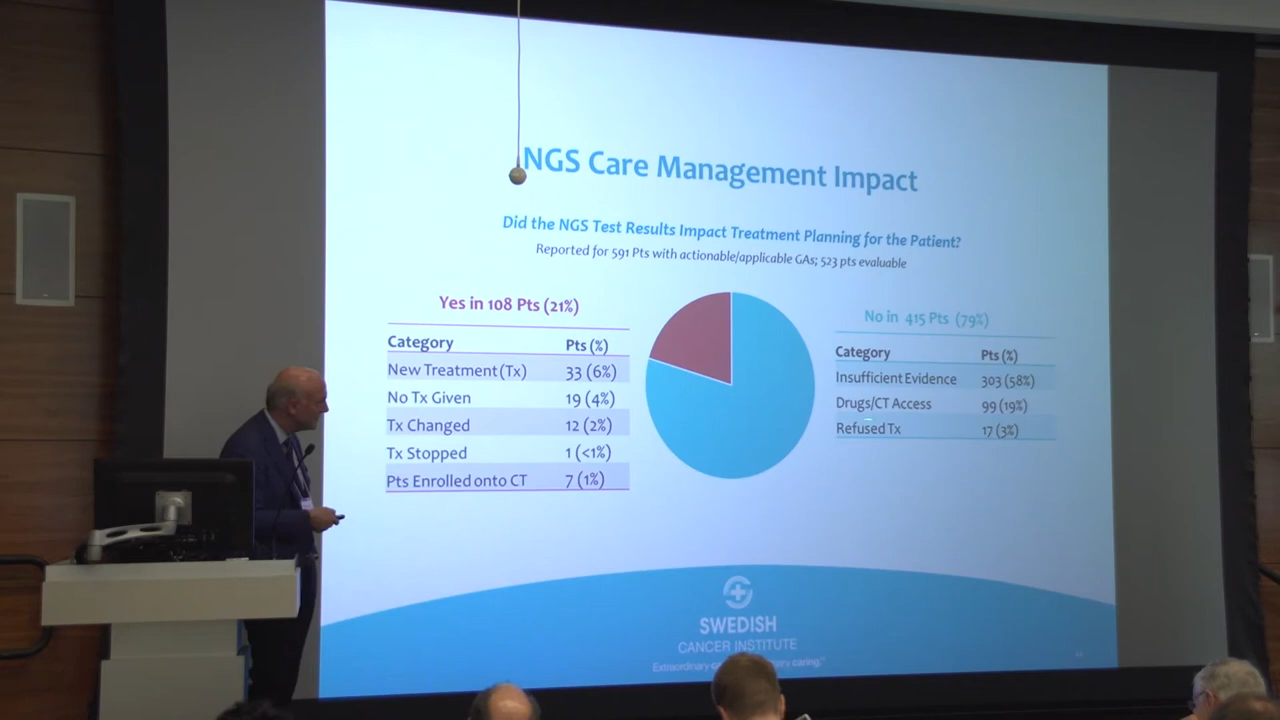 NGS Care Management Impact
Did the NGS Test Results Impact Treatment Planning for the Patient?
Reported for 591 Pts with actionable/applicable GAs; 523 pts evaluable
Yes in 108 Pts (21%)
Category Pts (%)
New Treatment (Tx) 33 (6%)
No Tx Given 19 (4%)
Tx Changed 12 (2%)
Tx Stopped 1 (<1%)
Pts Enrolled onto CT 7 (1%)
No in 415 Pts (79%)
Category Pts (%)
Insufficient Evidence 303 (58%)
Drugs/CT Access 99 (19%)
Refused Tx 17 (3%)
SWEDISH
CANCER INSTITUTE
Extraordinary caring."